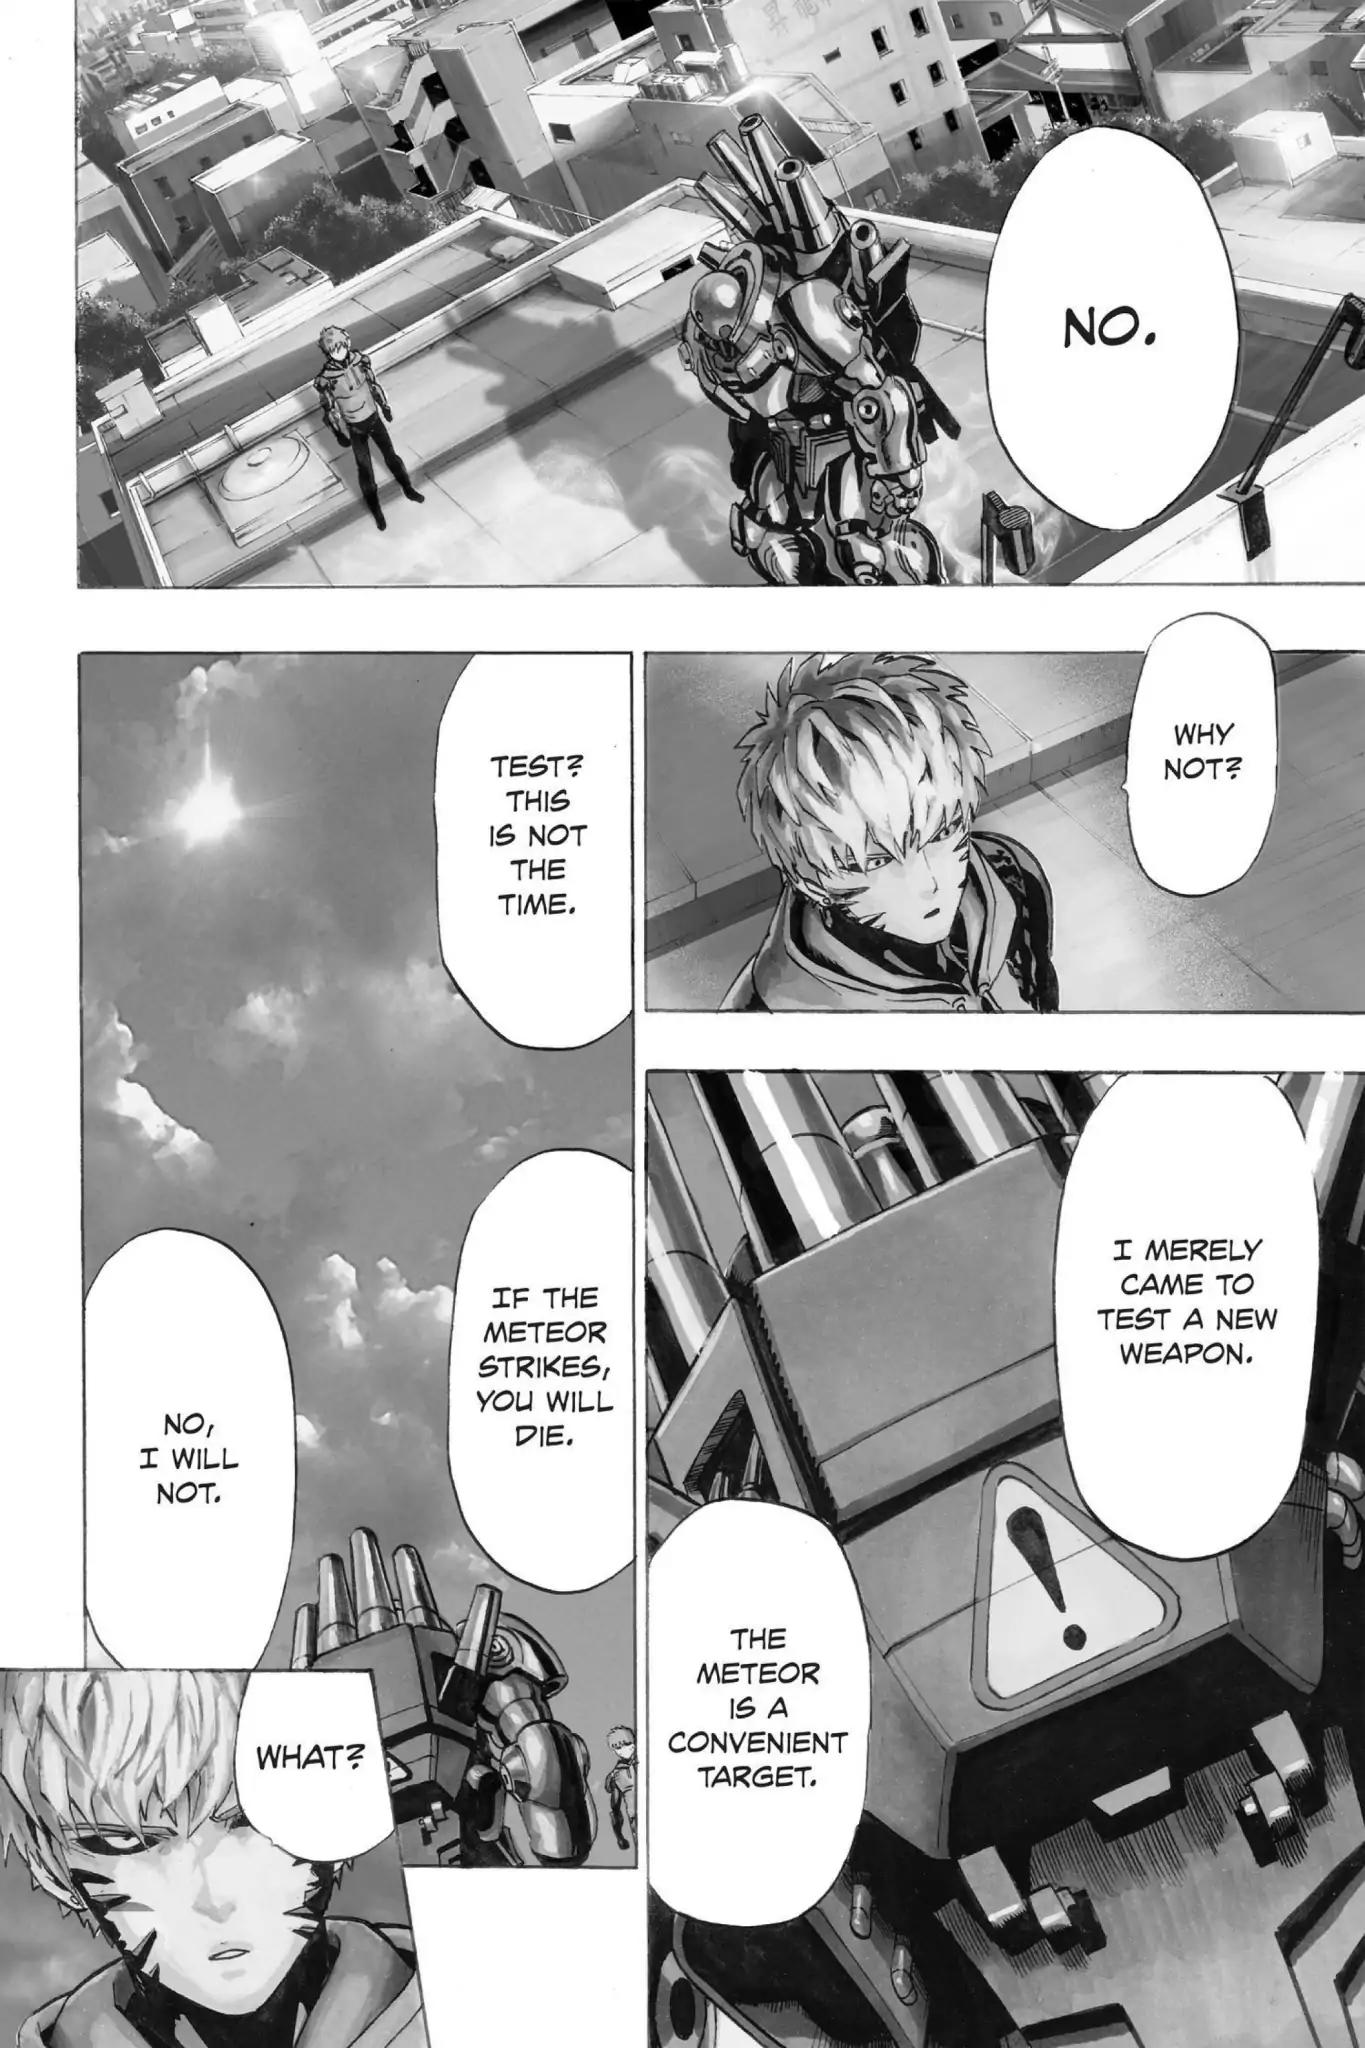 NO.
WHY
NOT?
I MERELY
CAME TO
TEST A NEW
WEAPON.
THE
METEOR
IS A
CONVENIENT
TARGET.
TEST?
THIS
IS NOT
THE
TIME.
IF THE
METEOR
STRIKES,
YOU WILL
DIE.
NO,
I WILL
NOT.
WHAT?